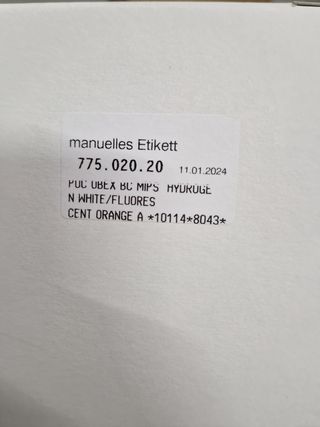 manuelles Etikett
775.020.20 11.01.2024
POC OBEX BC MIPS HYDROGE
N WHITE/FLUORES
CENT ORANGE A *10114*8043*